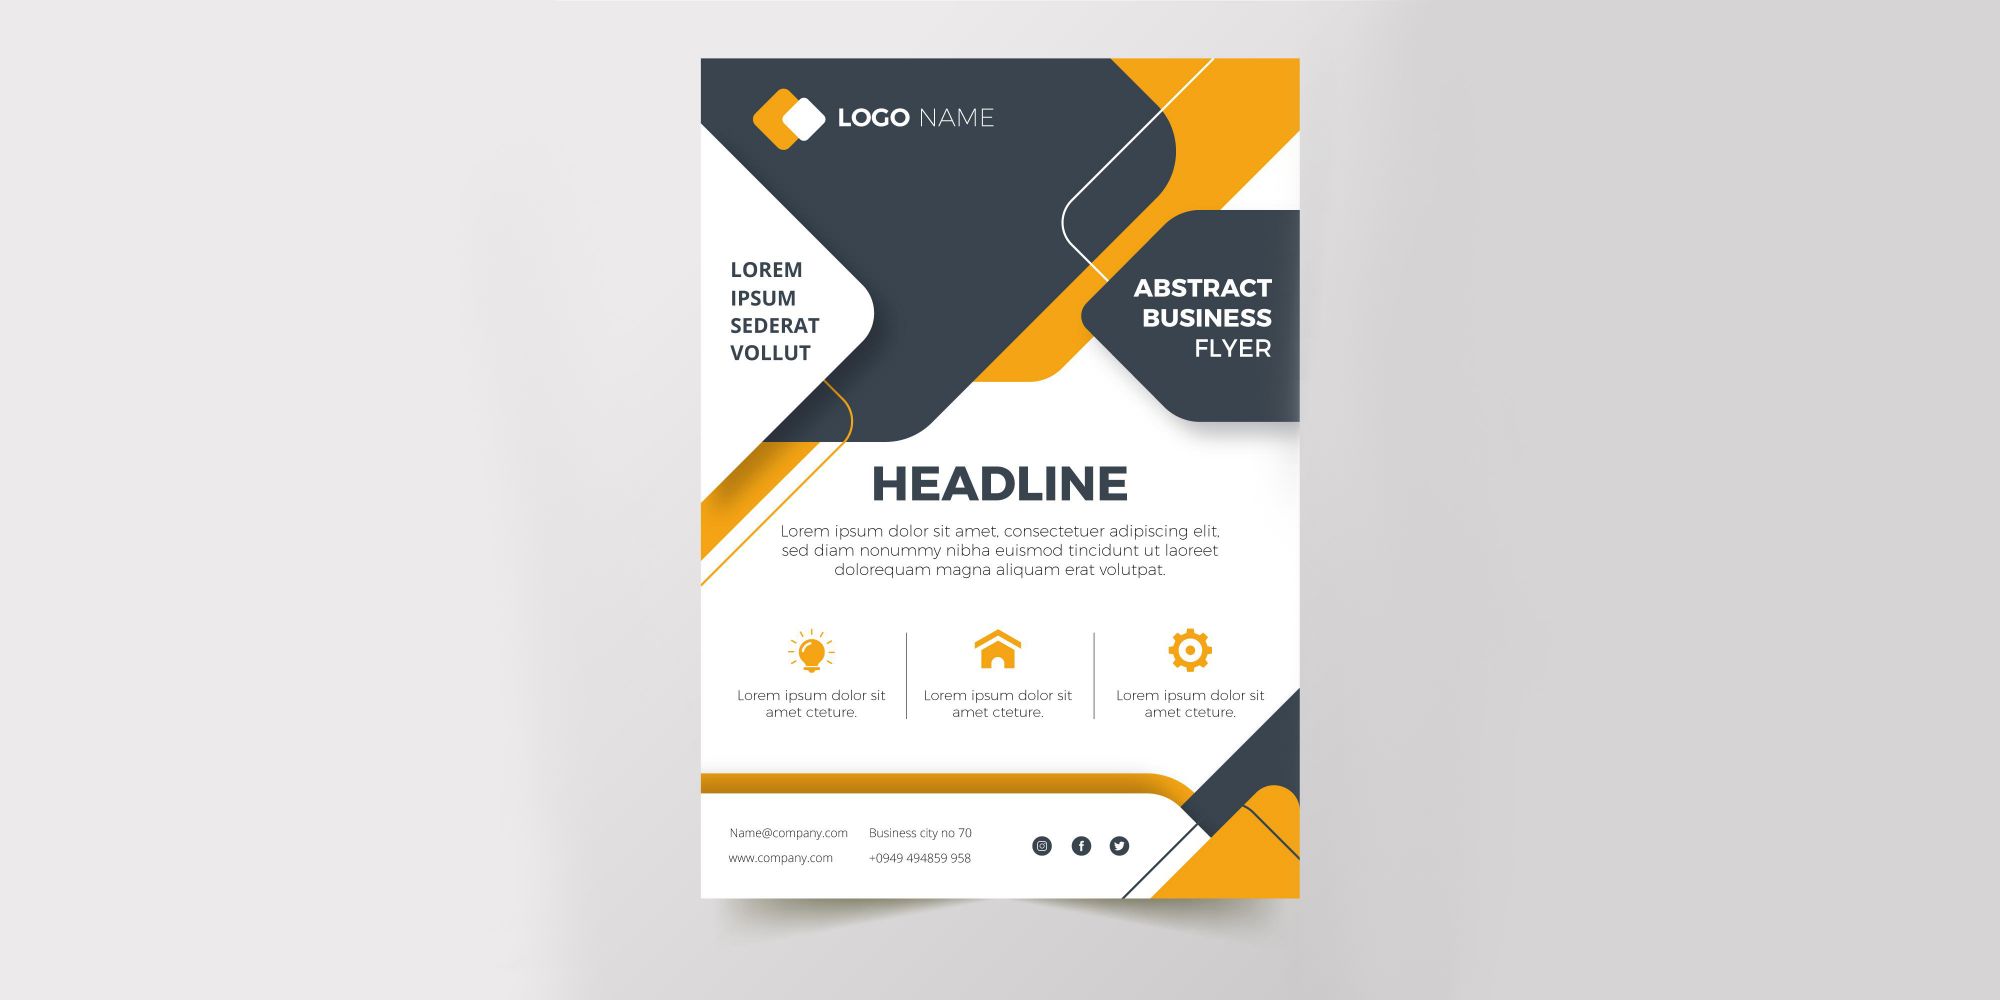 LOGO NAME
LOREM
IPSUM
SEDERAT
VOLLUT
ABSTRACT
BUSINESS
FLYER
HEADLINE
Lorem ipsum dolor sit amet, consectetuer adipiscing elit,
sed diam nonummy nibha euismod tincidunt ut laoreet
dolorequam magna aliquam erat volutpat.
Lorem ipsum dolor sit
amet cteture.
Lorem ipsum dolor sit
amet cteture.
Lorem ipsum dolor sit
amet cteture.
Name@company.com
www.company.com
Business city no 70
+0949 494859 958